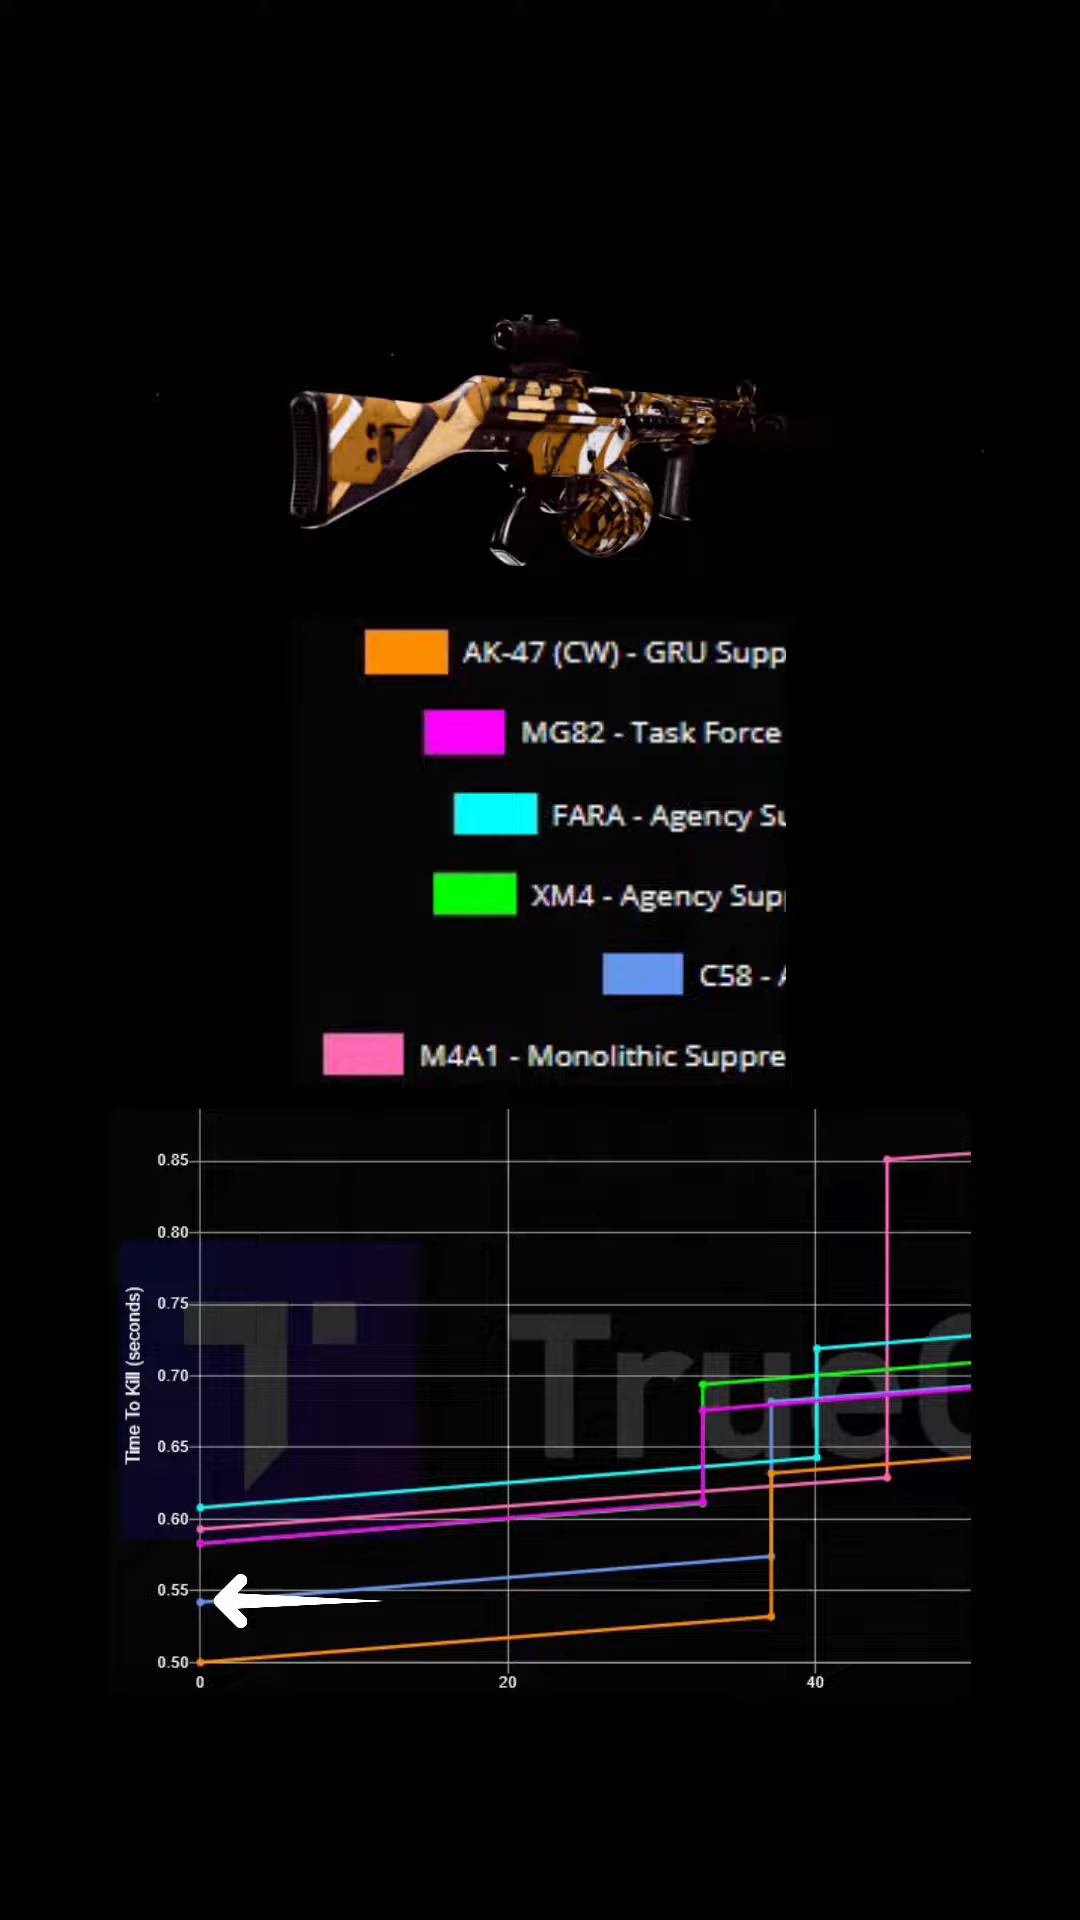 AK-47 (CW) - GRU Supp
MG82 - Task Force
FARA - Agency Su
XM4 - Agency Sup
C58 - A
M4A1 - Monolithic Suppre
0.85
0.80
0.75
0.70
0.65
0.60
0.55
0.50
Time To Kill (seconds)
True
0
20
40